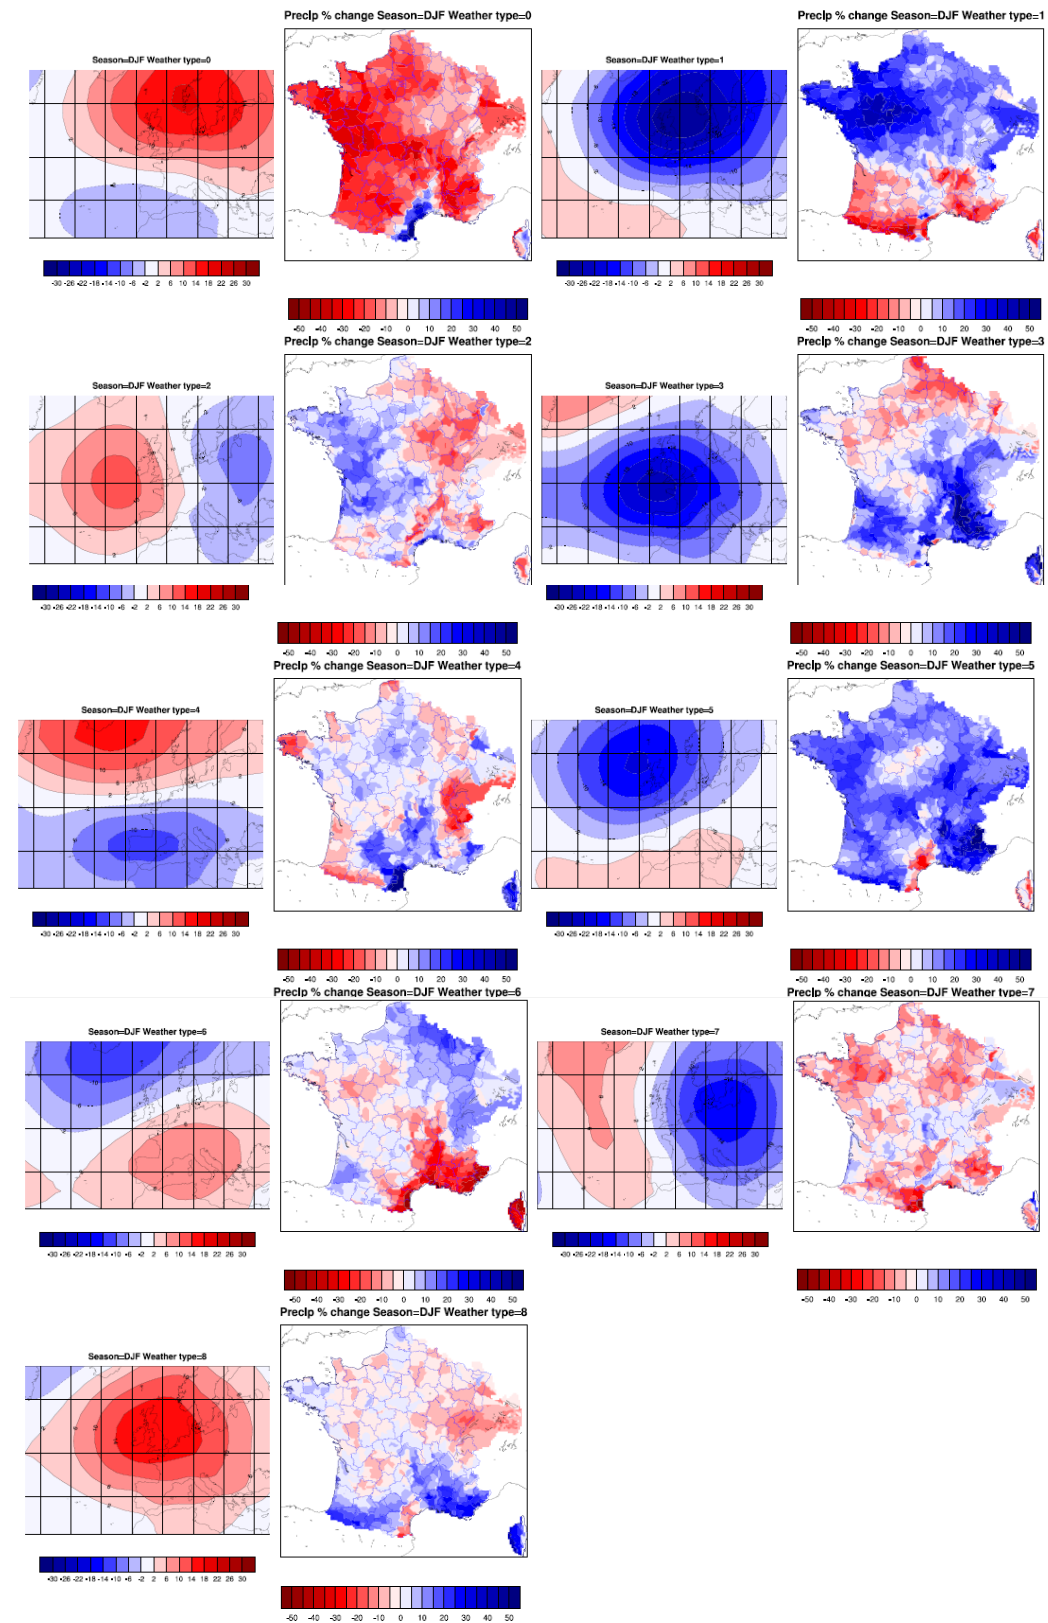 Precip % change Season=DJF Weather type=0
Precip % change Season=DJF Weather type=1
Season=DJF Weather type=0
Season=DJF Weather type=1
-30 -26 -22 -18 -14 -10 -6 -2 2 6 10 14 18 22 26 30
-30 -26 -22 -18 -14 -10 -6 -2 2 6 10 14 18 22 26 30
-50 -40 -30 -20 -10 0 10 20 30 40 50
-50 -40 -30 -20 -10 0 10 20 30 40 50
Precip % change Season=DJF Weather type=2
Precip % change Season=DJF Weather type=3
Season=DJF Weather type=2
Season=DJF Weather type=3
-30 -26 -22 -18 -14 -10 -6 -2 2 6 10 14 18 22 26 30
-30 -26 -22 -18 -14 -10 -6 -2 2 6 10 14 18 22 26 30
-50 -40 -30 -20 -10 0 10 20 30 40 50
-50 -40 -30 -20 -10 0 10 20 30 40 50
Precip % change Season=DJF Weather type=4
Precip % change Season=DJF Weather type=5
Season=DJF Weather type=4
Season=DJF Weather type=5
-30 -26 -22 -18 -14 -10 -6 -2 2 6 10 14 18 22 26 30
-30 -26 -22 -18 -14 -10 -6 -2 2 6 10 14 18 22 26 30
-50 -40 -30 -20 -10 0 10 20 30 40 50
-50 -40 -30 -20 -10 0 10 20 30 40 50
Precip % change Season=DJF Weather type=6
Precip % change Season=DJF Weather type=7
Season=DJF Weather type=6
Season=DJF Weather type=7
-30 -26 -22 -18 -14 -10 -6 -2 2 6 10 14 18 22 26 30
-30 -26 -22 -18 -14 -10 -6 -2 2 6 10 14 18 22 26 30
-50 -40 -30 -20 -10 0 10 20 30 40 50
-50 -40 -30 -20 -10 0 10 20 30 40 50
Precip % change Season=DJF Weather type=8
Season=DJF Weather type=8
-30 -26 -22 -18 -14 -10 -6 -2 2 6 10 14 18 22 26 30
-50 -40 -30 -20 -10 0 10 20 30 40 50